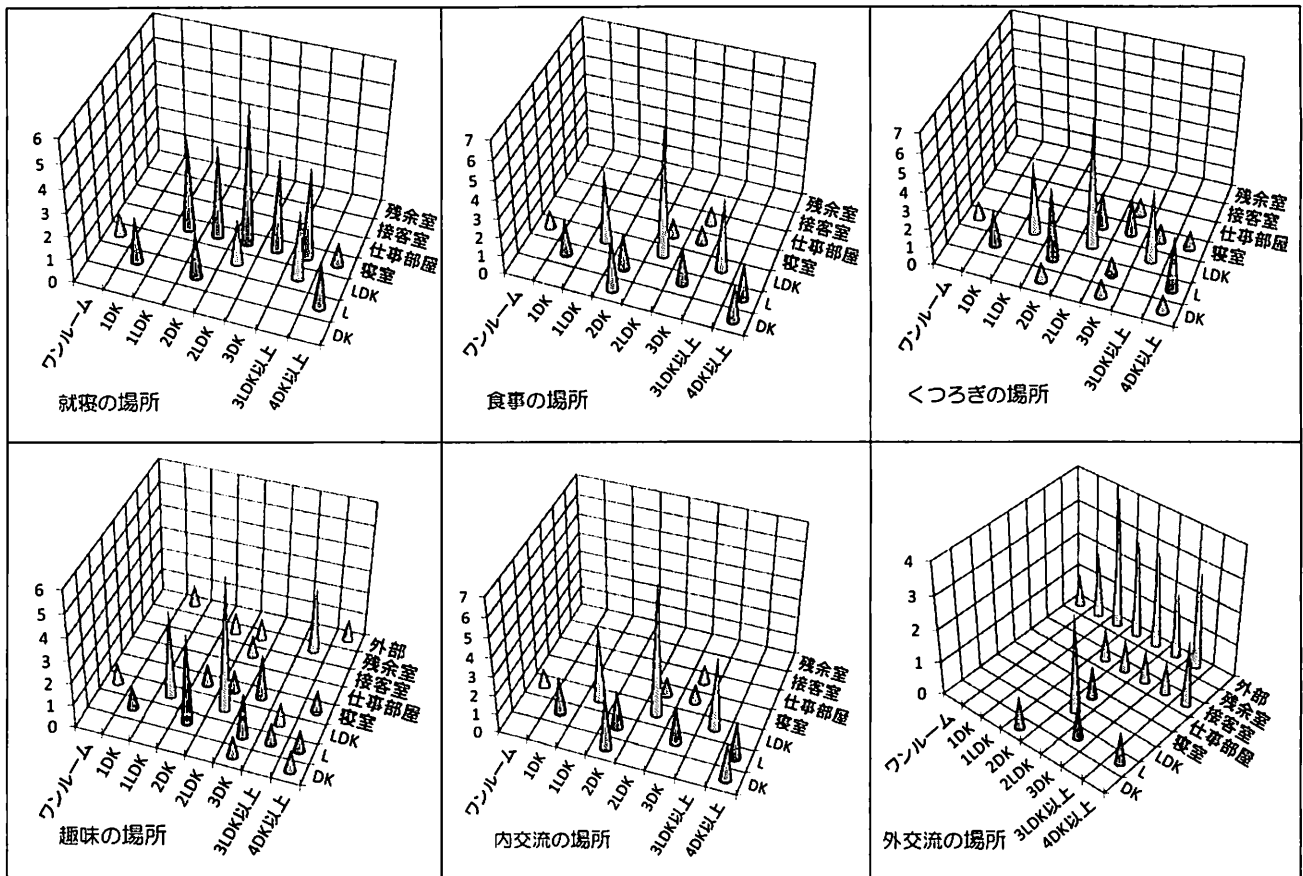 6
5
4
3
2
1
0
ワンルーム
1DK
1LDK
2DK
2LDK
3DK
3LDK以上
4DK以上
残余室
接客室
仕事部屋
寝室
LDK
L
DK
就寝の場所
7
6
5
4
3
2
1
0
ワンルーム
1DK
1LDK
2DK
2LDK
3DK
3LDK以上
4DK以上
残余室
接客室
仕事部屋
寝室
LDK
L
DK
食事の場所
7
6
5
4
3
2
1
0
ワンルーム
1DK
1LDK
2DK
2LDK
3DK
3LDK以上
4DK以上
残余室
接客室
仕事部屋
寝室
LDK
L
DK
くつろぎの場所
6
5
4
3
2
1
0
ワンルーム
1DK
1LDK
2DK
2LDK
3DK
3LDK以上
4DK以上
外部
残余室
接客室
仕事部屋
寝室
LDK
L
DK
趣味の場所
7
6
5
4
3
2
1
0
ワンルーム
1DK
1LDK
2DK
2LDK
3DK
3LDK以上
4DK以上
残余室
接客室
仕事部屋
寝室
LDK
L
DK
内交流の場所
4
3
2
1
0
ワンルーム
1DK
1LDK
2DK
2LDK
3DK
3LDK以上
4DK以上
外部
残余室
接客室
仕事部屋
寝室
LDK
L
DK
外交流の場所